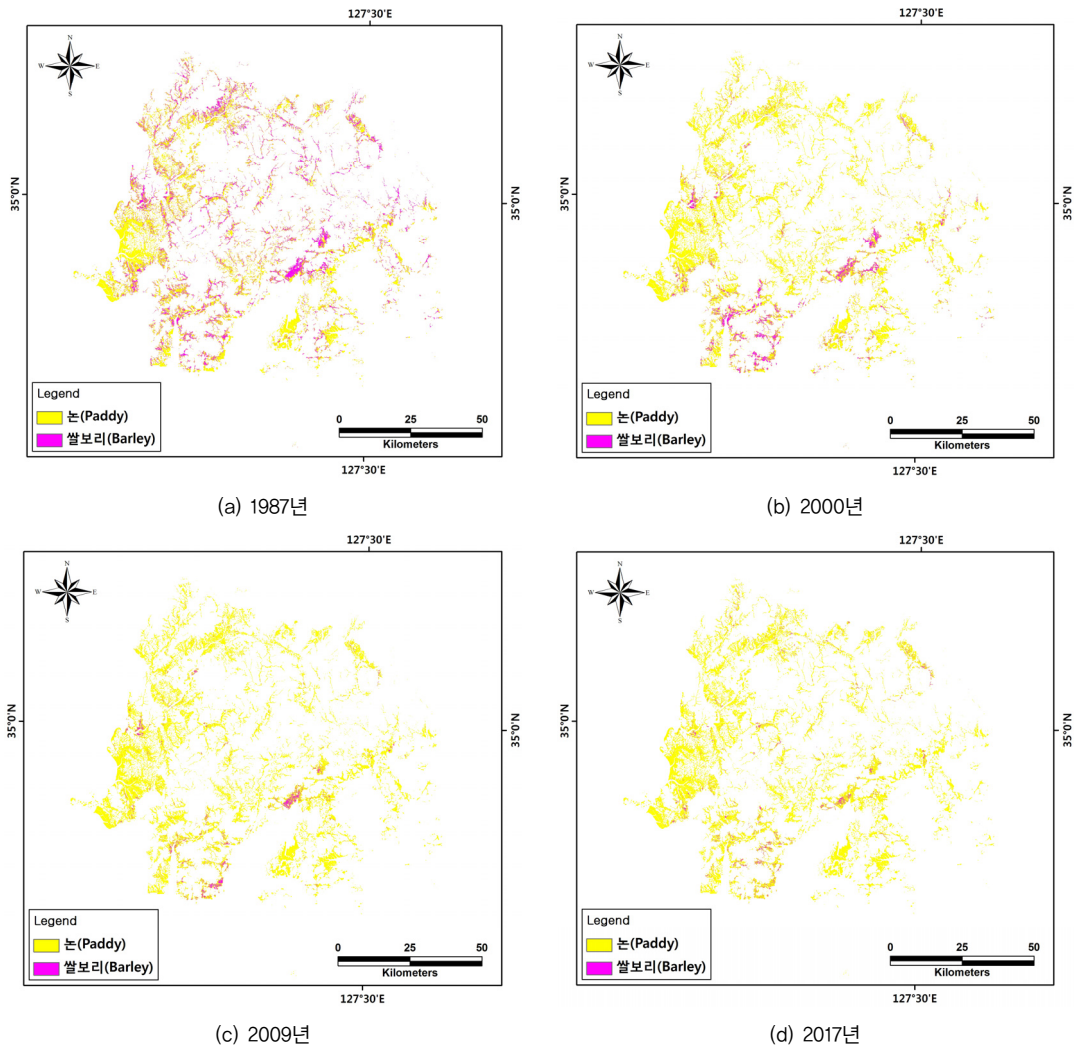 127°30'E
N
W
E
S
35°0'N
35°0'N
Legend
논(Paddy)
쌀보리(Barley)
0 25 50
Kilometers
127°30'E
(a) 1987년
127°30'E
N
W
E
S
35°0'N
35°0'N
Legend
논(Paddy)
쌀보리(Barley)
0 25 50
Kilometers
127°30'E
(b) 2000년
127°30'E
N
W
E
S
35°0'N
35°0'N
Legend
논(Paddy)
쌀보리(Barley)
0 25 50
Kilometers
127°30'E
(c) 2009년
127°30'E
N
W
E
S
35°0'N
35°0'N
Legend
논(Paddy)
쌀보리(Barley)
0 25 50
Kilometers
127°30'E
(d) 2017년